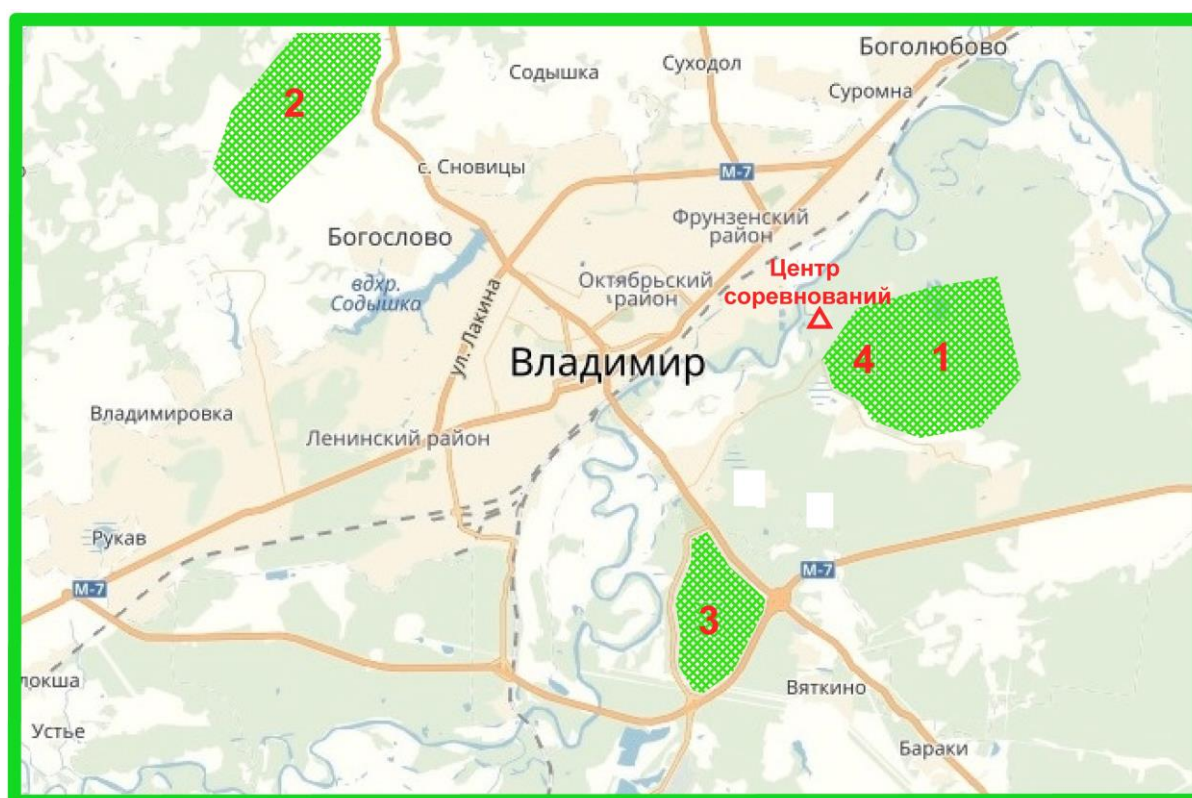 Боголюбово
Суходол
Содышка
Суромна
2
с. Сновицы
М-7
Фрунзенский
район
Богослово
вдхр.
Содышка
Октябрьский
район
Центр
соревнований
ул. Лакина
Владимир
4
1
Владимировка
Ленинский район
Рукав
М-7
М-7
3
Вяткино
локша
Устье
Бараки